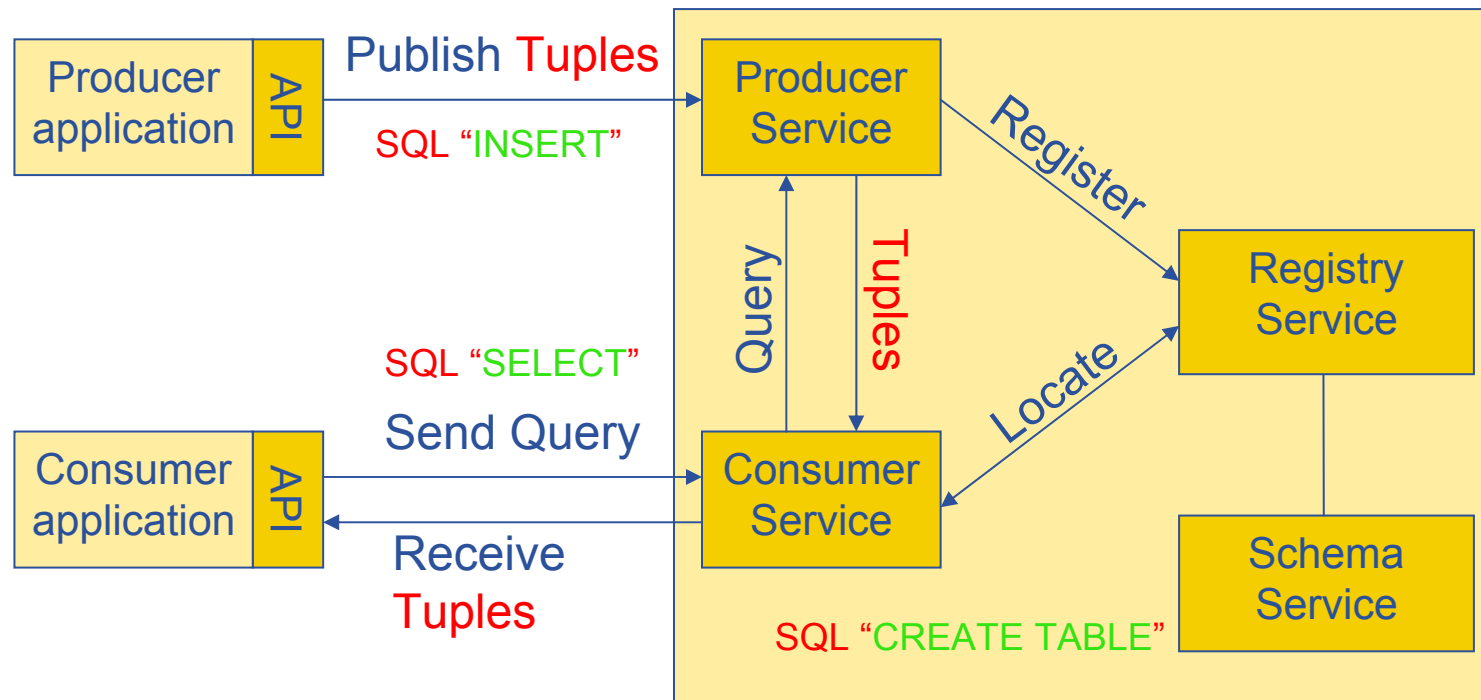 Producer
application
API
Publish Tuples
SQL “INSERT”
Producer
Service
Register
Registry
Service
Query
Tuples
Locate
SQL “SELECT”
Send Query
Consumer
application
API
Receive
Tuples
Consumer
Service
Schema
Service
SQL “CREATE TABLE”